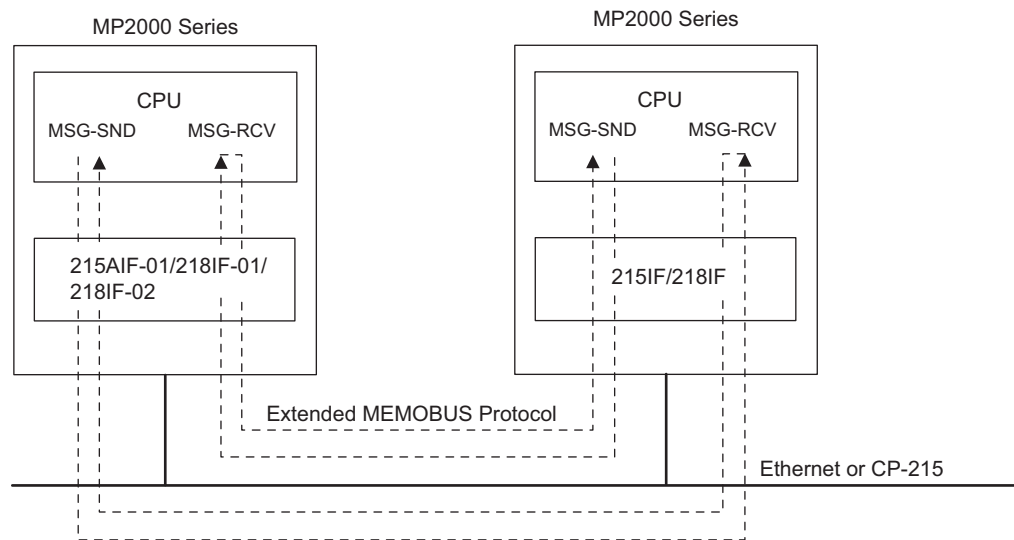 MP2000 Series
MP2000 Series
CPU
MSG-SND MSG-RCV
CPU
MSG-SND MSG-RCV
215AIF-01/218IF-01/
218IF-02
215IF/218IF
Extended MEMOBUS Protocol
Ethernet or CP-215